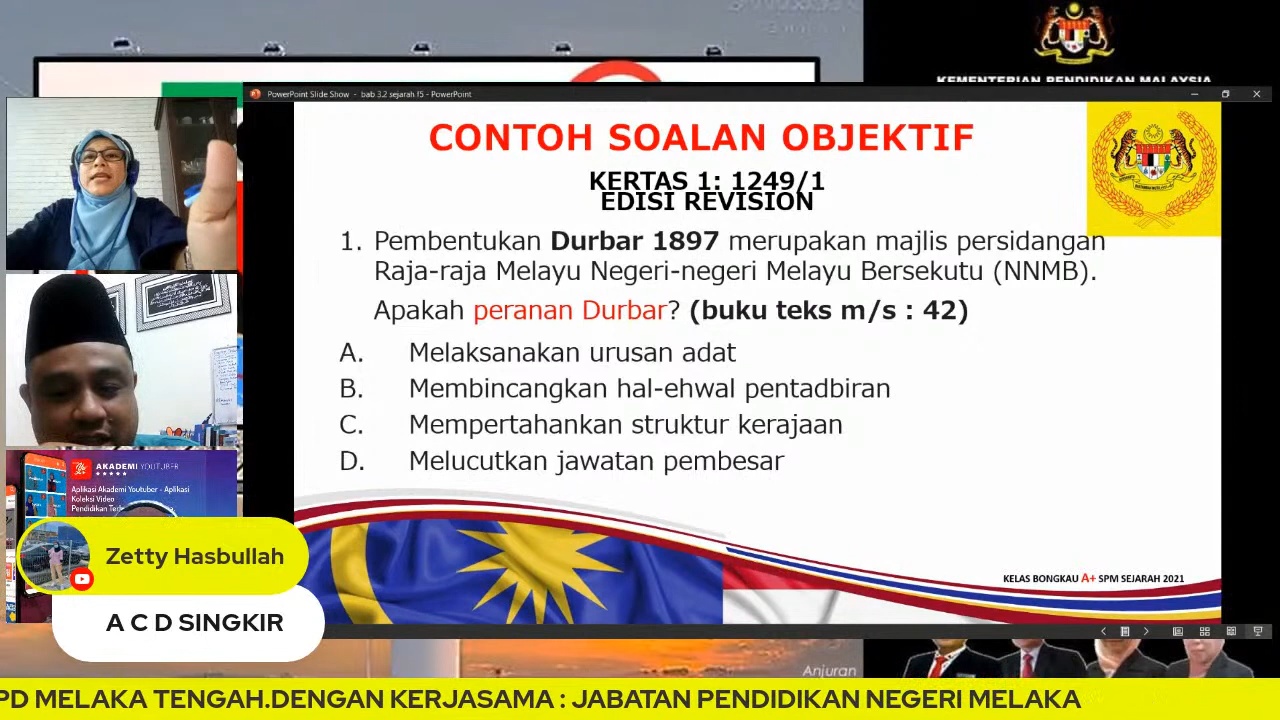 KEMENTERIAN PENDIDIKAN MALAYSIA
PowerPoint Slide Show - bab 3.2 sejarah f5 - PowerPoint
CONTOH SOALAN OBJEKTIF
KERTAS 1: 1249/1
EDISI REVISION
1. Pembentukan Durbar 1897 merupakan majlis persidangan
Raja-raja Melayu Negeri-negeri Melayu Bersekutu (NNMB).
Apakah peranan Durbar? (buku teks m/s : 42)
A. Melaksanakan urusan adat
B. Membincangkan hal-ehwal pentadbiran
C. Mempertahankan struktur kerajaan
D. Melucutkan jawatan pembesar
KELAS BONGKAU A+ SPM SEJARAH 2021
AKADEMI YOUTUBER
Aplikasi Akademi Youtuber - Aplikasi
Koleksi Video
Pendidikan
Zetty Hasbullah
A C D SINGKIR
Anjuran
PD MELAKA TENGAH.DENGAN KERJASAMA : JABATAN PENDIDIKAN NEGERI MELAKA